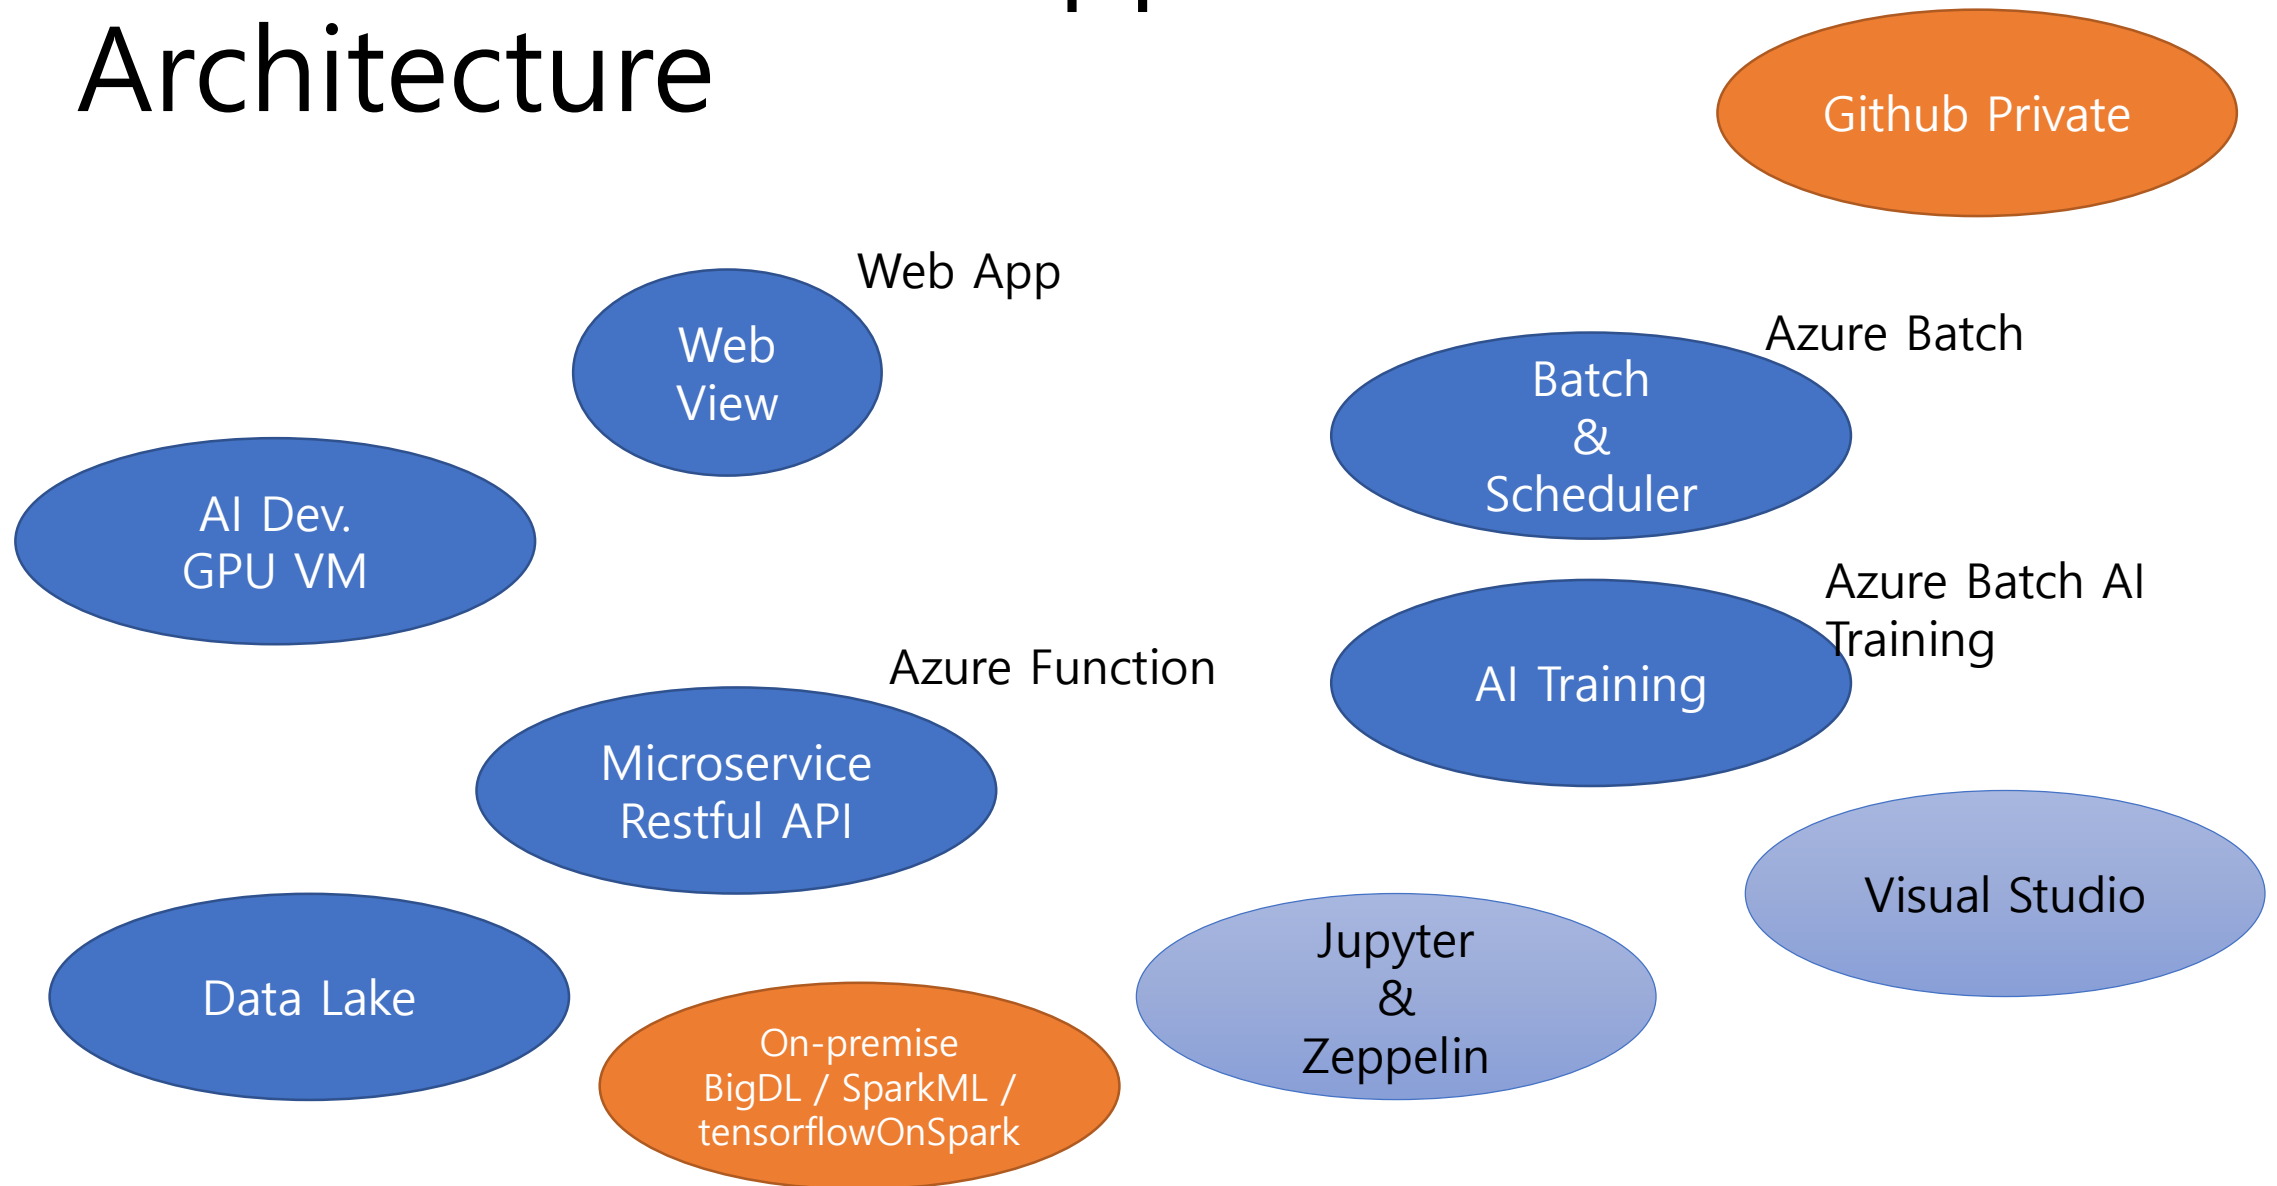 Architecture
Github Private
Web App
Web
View
Azure Batch
Batch
&
Scheduler
AI Dev.
GPU VM
Azure Batch AI
Training
AI Training
Azure Function
Microservice
Restful API
Visual Studio
Jupyter
&
Zeppelin
Data Lake
On-premise
BigDL / SparkML /
tensorflowOnSpark